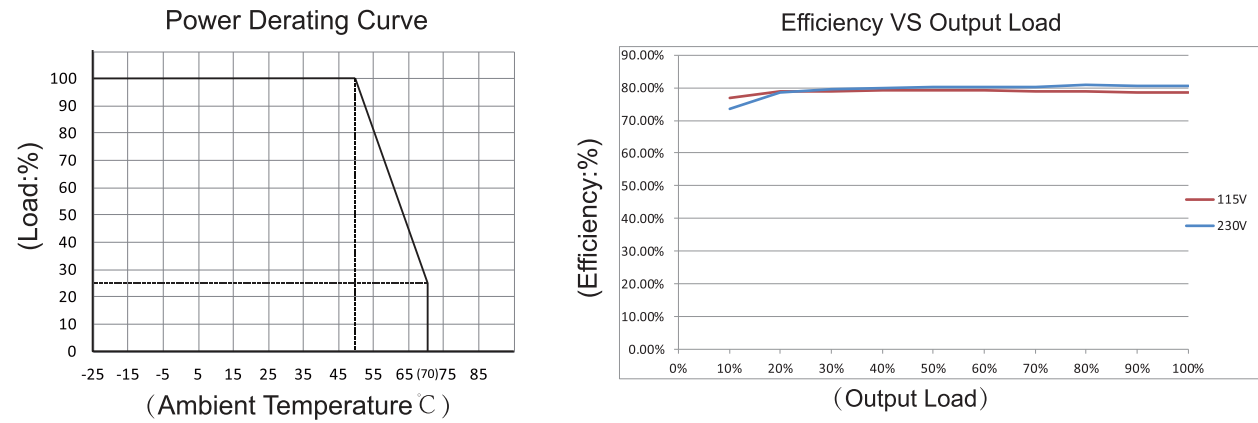 Power Derating Curve
(Load:%)
100
90
80
70
60
50
40
30
20
10
0
-25 -15 -5 5 15 25 35 45 55 65 (70) 75 85
(Ambient Temperature℃)
Efficiency VS Output Load
(Efficiency:%)
90.00%
80.00%
70.00%
60.00%
50.00%
40.00%
30.00%
20.00%
10.00%
0.00%
0% 10% 20% 30% 40% 50% 60% 70% 80% 90% 100%
(Output Load)
115V
230V